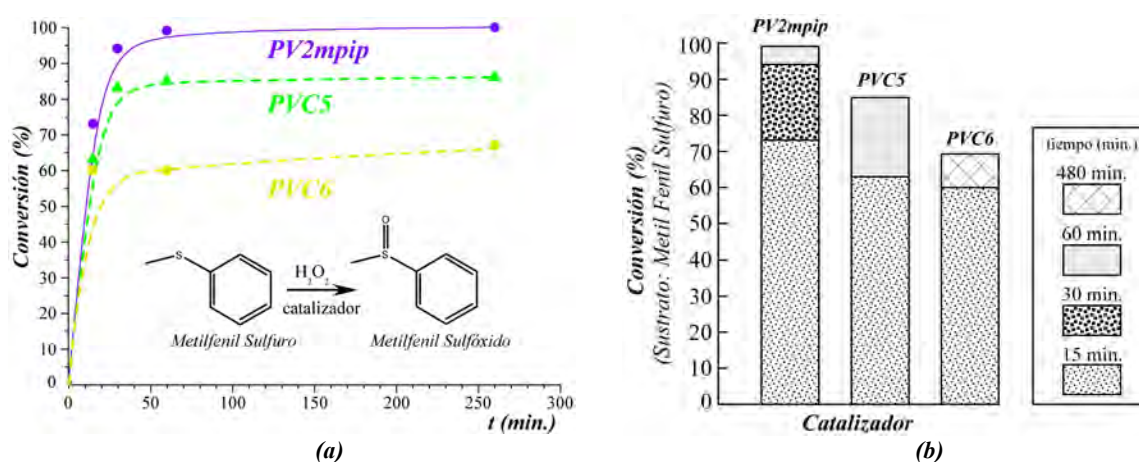 100
90
80
70
60
50
40
30
20
10
0
Conversión (%)
PV2mpip
PVC5
PVC6
S
O
S
H2O2
catalizador
Metilfenil Sulfuro
Metilfenil Sulfóxido
0 50 100 150 200 250 300
t (min.)
(a)
Conversión (%)
(Sustrato: Metil Fenil Sulfuro)
100
90
80
70
60
50
40
30
20
10
0
PV2mpip
PVC5
PVC6
Catalizador
tiempo (min.)
480 min.
60 min.
30 min.
15 min.
(b)